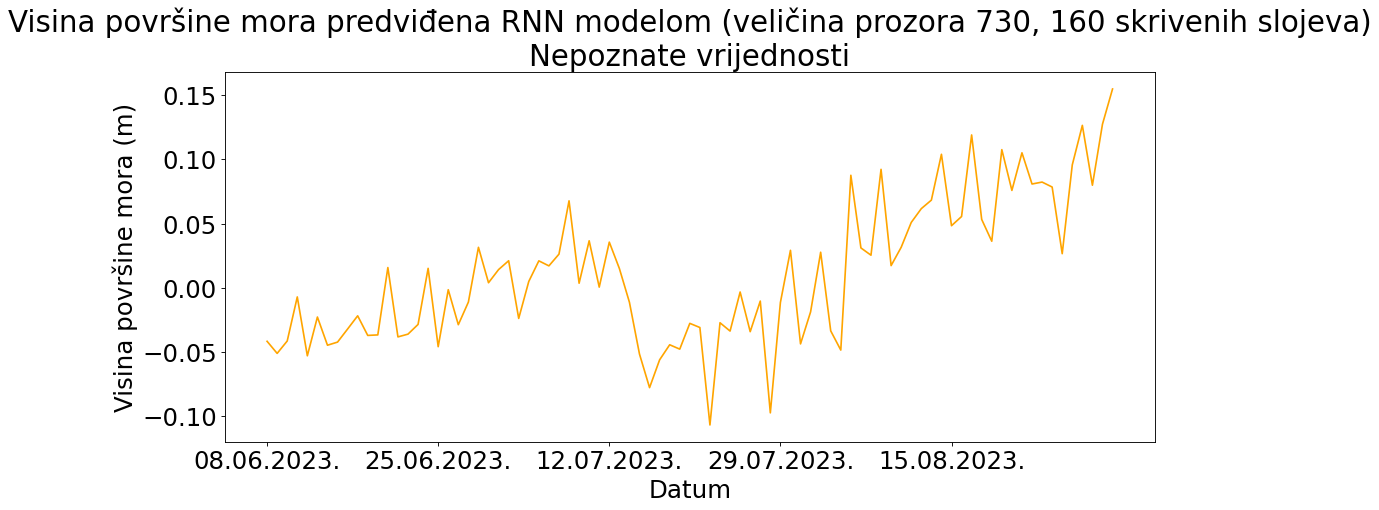 Visina površine mora predviđena RNN modelom (veličina prozora 730, 160 skrivenih slojeva)
Nepoznate vrijednosti
Visina površine mora (m)
0.15
0.10
0.05
0.00
−0.05
−0.10
08.06.2023. 25.06.2023. 12.07.2023. 29.07.2023. 15.08.2023.
Datum